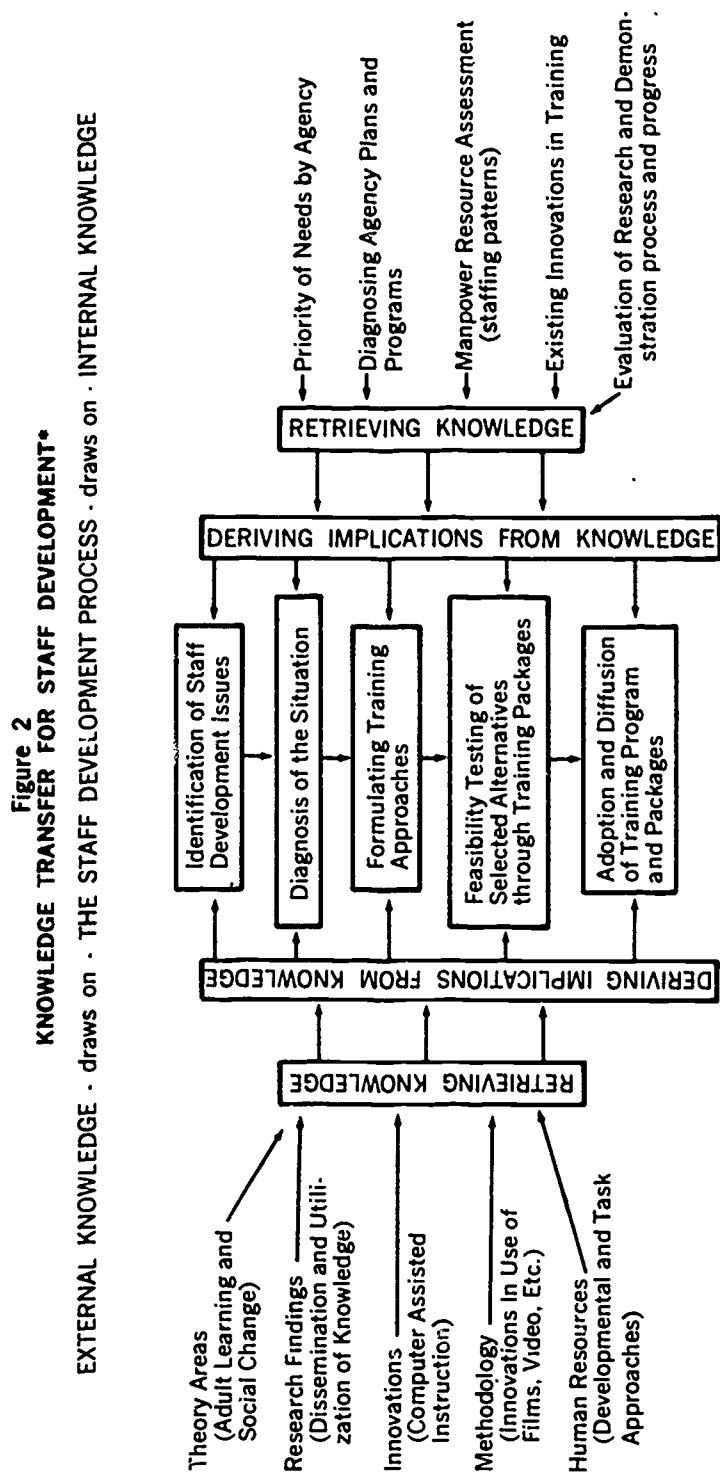 Figure 2
KNOWLEDGE TRANSFER FOR STAFF DEVELOPMENT*
EXTERNAL KNOWLEDGE - draws on - THE STAFF DEVELOPMENT PROCESS - draws on - INTERNAL KNOWLEDGE
Theory Areas
(Adult Learning and
Social Change)
Research Findings
(Dissemination and Utili-
zation of Knowledge)
Innovations
(Computer Assisted
Instruction)
Methodology
(Innovations In Use of
Films, Video, Etc.)
Human Resources
(Developmental and Task
Approaches)
RETRIEVING KNOWLEDGE
DERIVING IMPLICATIONS FROM KNOWLEDGE
Identification of Staff
Development Issues
Diagnosis of the Situation
Formulating Training
Approaches
Feasibility Testing of
Selected Alternatives
through Training Packages
Adoption and Diffusion
of Training Program
and Packages
DERIVING IMPLICATIONS FROM KNOWLEDGE
RETRIEVING KNOWLEDGE
Priority of Needs by Agency
Diagnosing Agency Plans and
Programs
Manpower Resource Assessment
(staffing patterns)
Existing Innovations in Training
Evaluation of Research and Demon-
stration process and progress